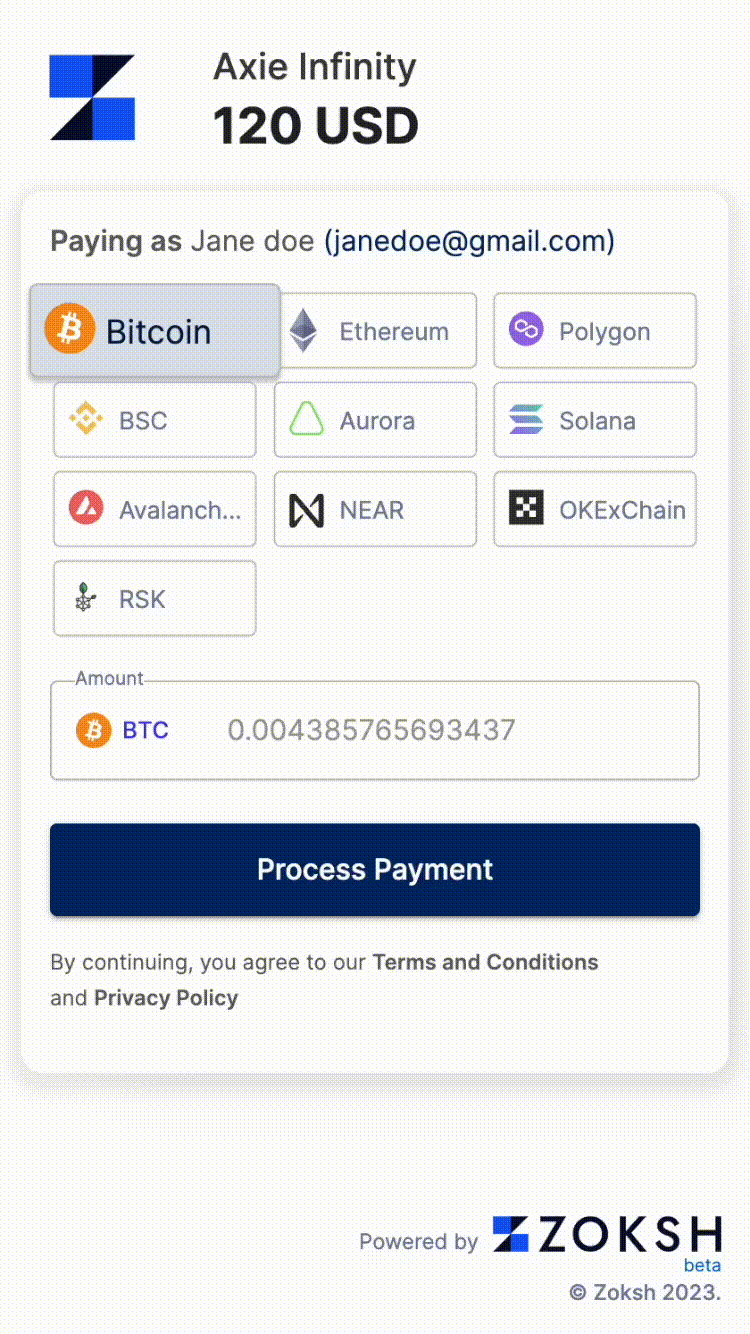 Axie Infinity
120 USD
Paying as Jane doe (janedoe@gmail.com)
Bitcoin
Ethereum
Polygon
BSC
Aurora
Solana
Avalanch...
NEAR
OKExChain
RSK
Amount
BTC 0.004385765693437
Process Payment
By continuing, you agree to our Terms and Conditions
and Privacy Policy
Powered by ZOKSH
beta
© Zoksh 2023.